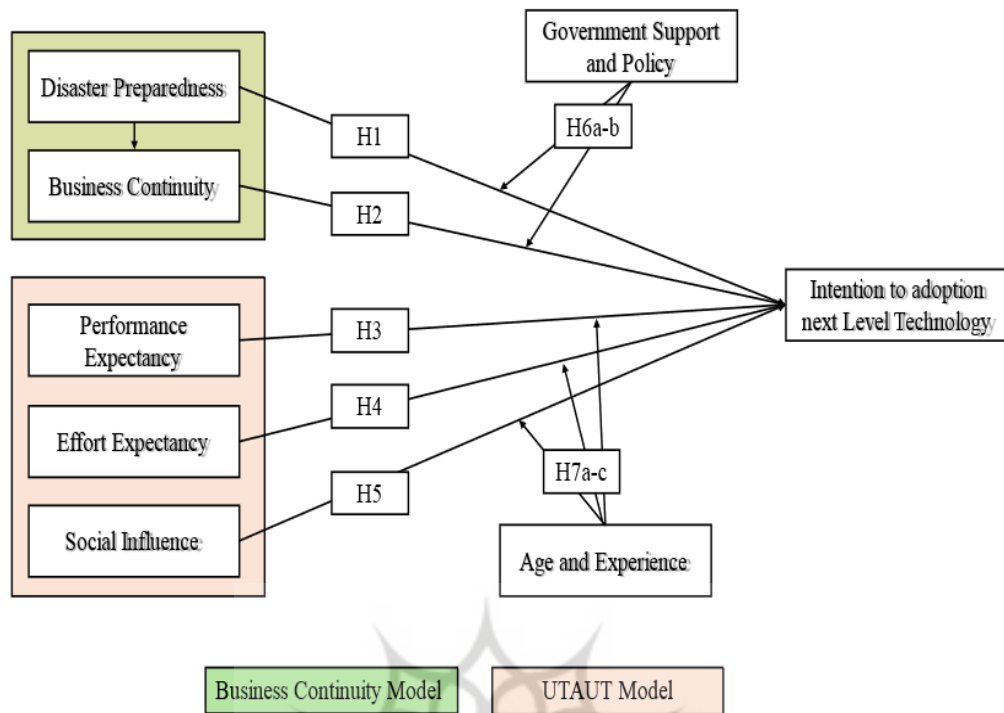 Government Support
and Policy
Disaster Preparedness
H6a-b
H1
Business Continuity
H2
Intention to adoption
next Level Technology
Performance
Expectancy
H3
H4
Effort Expectancy
H7a-c
H5
Social Influence
Age and Experience
Business Continuity Model
UTAUT Model